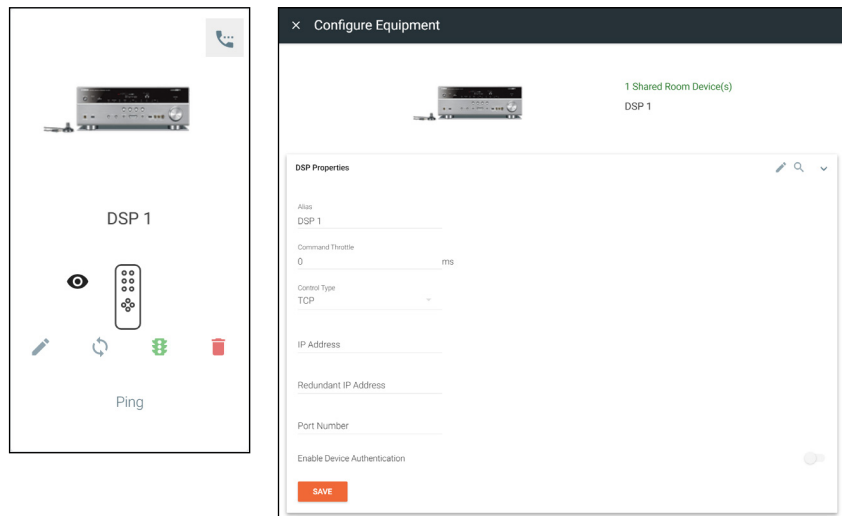 DSP 1
Ping
× Configure Equipment
1 Shared Room Device(s)
DSP 1
DSP Properties
Alias
DSP 1
Command Throttle
0 ms
Control Type
TCP
IP Address
Redundant IP Address
Port Number
Enable Device Authentication
SAVE